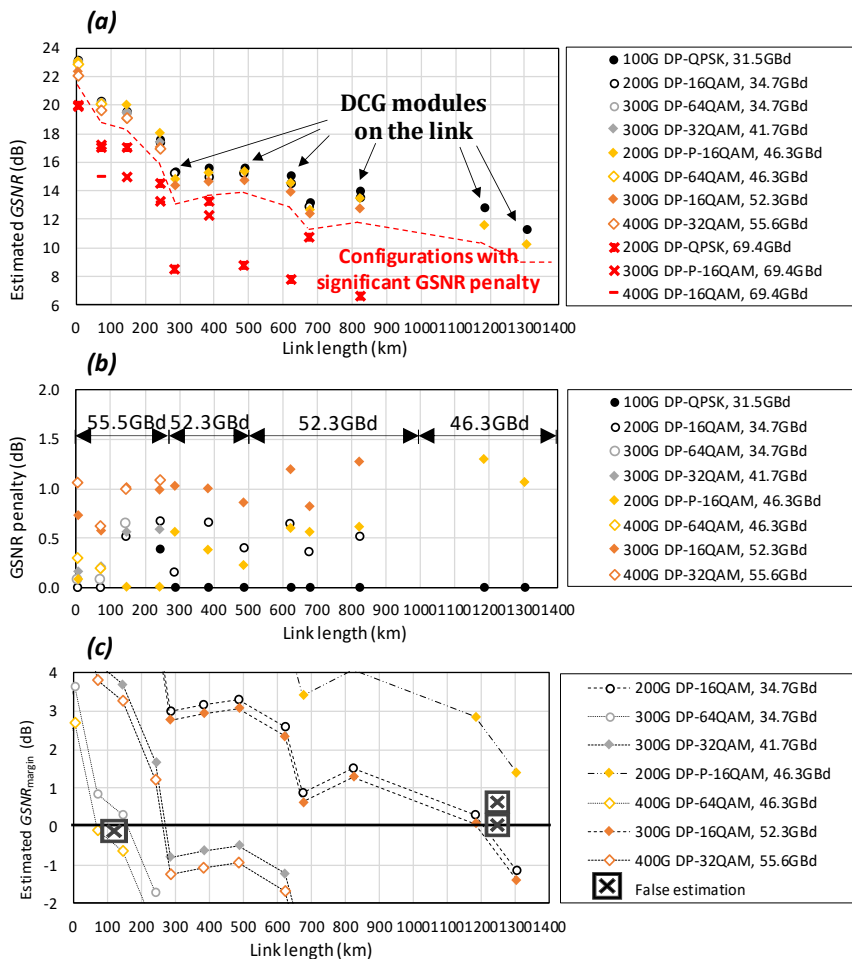 (a)
24
22
20
18
16
14
12
10
8
6
Estimated GSNR (dB)
DCG modules
on the link
Configurations with
significant GSNR penalty
0 100 200 300 400 500 600 700 800 900 1000 1100 1200 1300 1400
Link length (km)
100G DP-QPSK, 31.5GBd
200G DP-16QAM, 34.7GBd
300G DP-64QAM, 34.7GBd
300G DP-32QAM, 41.7GBd
200G DP-P-16QAM, 46.3GBd
400G DP-64QAM, 46.3GBd
300G DP-16QAM, 52.3GBd
400G DP-32QAM, 55.6GBd
200G DP-QPSK, 69.4GBd
300G DP-P-16QAM, 69.4GBd
400G DP-16QAM, 69.4GBd
(b)
2.0
1.5
1.0
0.5
0.0
GSNR penalty (dB)
55.5GBd 52.3GBd 52.3GBd 46.3GBd
0 100 200 300 400 500 600 700 800 900 1000 1100 1200 1300 1400
Link length (km)
100G DP-QPSK, 31.5GBd
200G DP-16QAM, 34.7GBd
300G DP-64QAM, 34.7GBd
300G DP-32QAM, 41.7GBd
200G DP-P-16QAM, 46.3GBd
400G DP-64QAM, 46.3GBd
300G DP-16QAM, 52.3GBd
400G DP-32QAM, 55.6GBd
(c)
4
3
2
1
0
-1
-2
Estimated GSNRmargin (dB)
0 100 200 300 400 500 600 700 800 900 1000 1100 1200 1300 1400
Link length (km)
200G DP-16QAM, 34.7GBd
300G DP-64QAM, 34.7GBd
300G DP-32QAM, 41.7GBd
200G DP-P-16QAM, 46.3GBd
400G DP-64QAM, 46.3GBd
300G DP-16QAM, 52.3GBd
400G DP-32QAM, 55.6GBd
False estimation